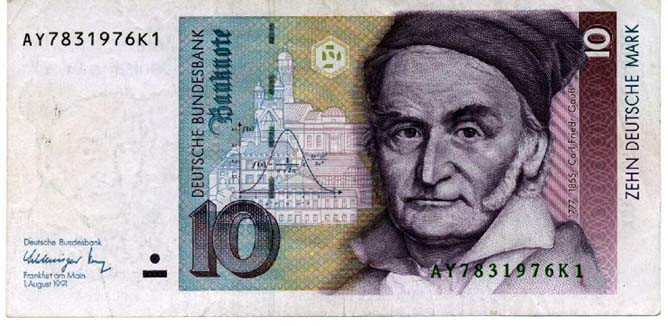 AY7831976K1
DEUTSCHE BUNDESBANK
Banknote
10
Deutsche Bundesbank
Frankfurt am Main
1. August 1991
1777-1855 Carl Friedr. Gauß
AY7831976K1
10
ZEHN DEUTSCHE MARK